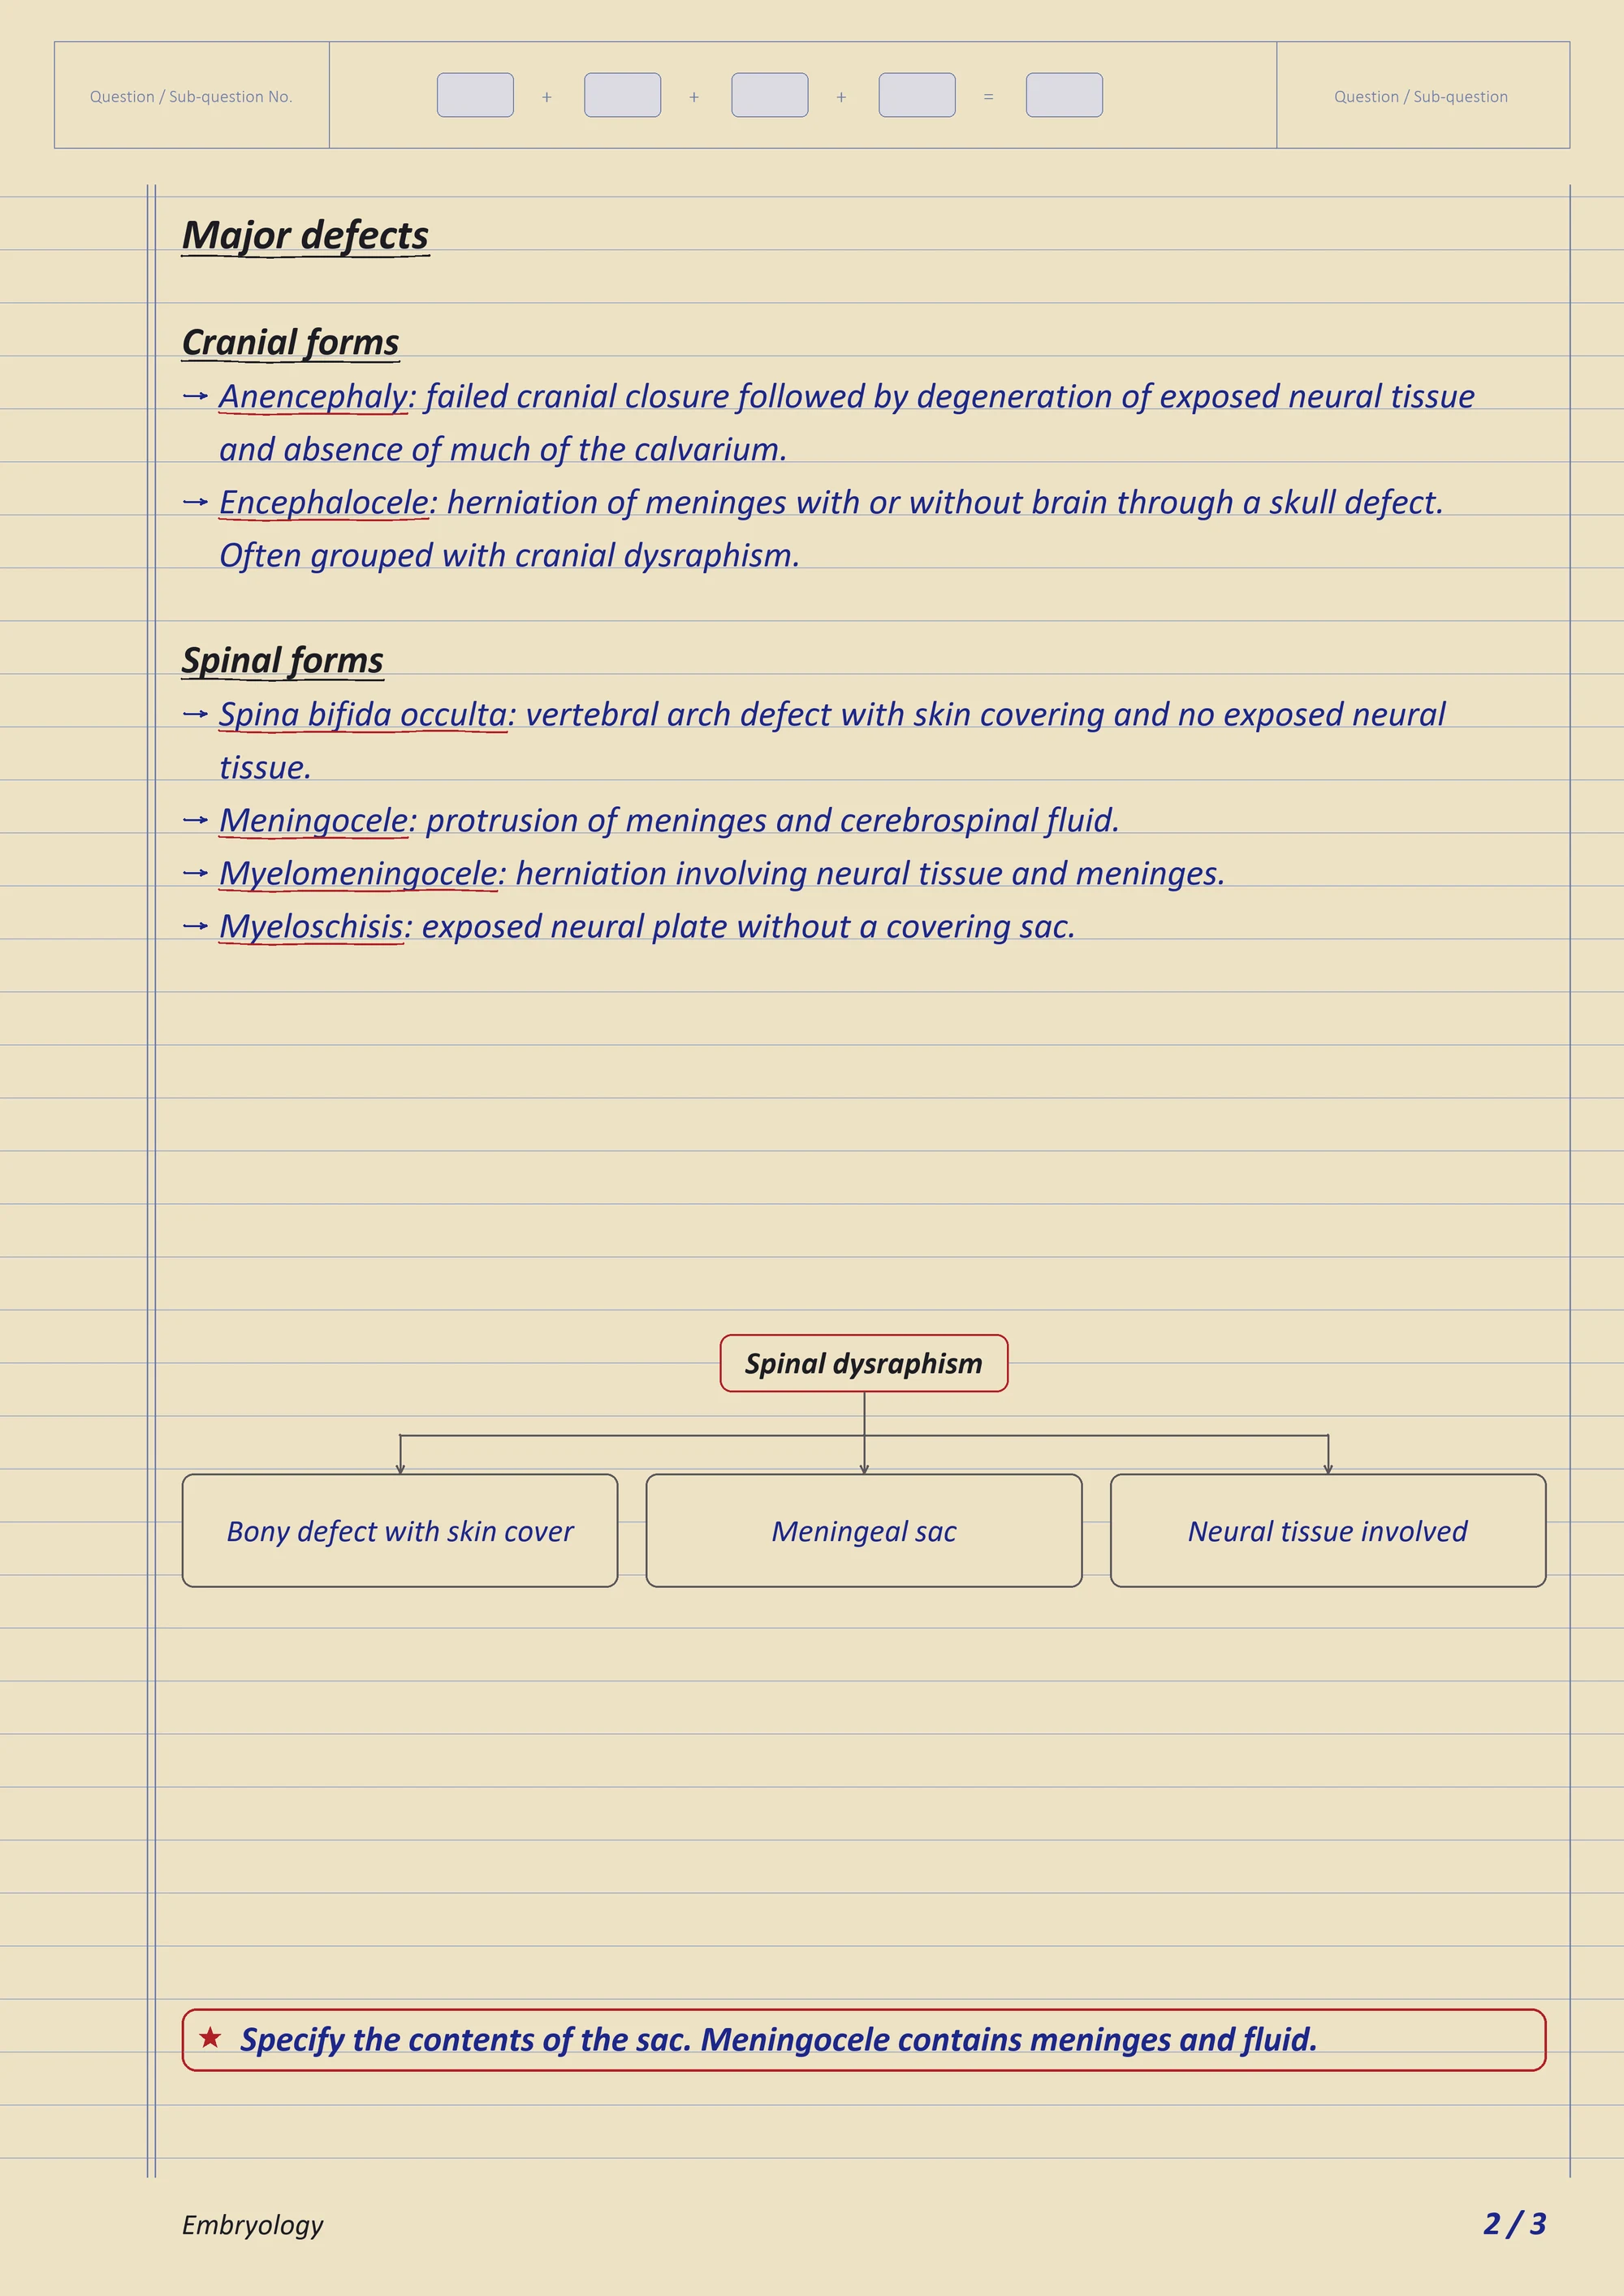 Question / Sub-question No.
+ + + =
Question / Sub-question
Major defects
Cranial forms
→ Anencephaly: failed cranial closure followed by degeneration of exposed neural tissue
and absence of much of the calvarium.
→ Encephalocele: herniation of meninges with or without brain through a skull defect.
Often grouped with cranial dysraphism.
Spinal forms
→ Spina bifida occulta: vertebral arch defect with skin covering and no exposed neural
tissue.
→ Meningocele: protrusion of meninges and cerebrospinal fluid.
→ Myelomeningocele: herniation involving neural tissue and meninges.
→ Myeloschisis: exposed neural plate without a covering sac.
Spinal dysraphism
Bony defect with skin cover
Meningeal sac
Neural tissue involved
★ Specify the contents of the sac. Meningocele contains meninges and fluid.
Embryology
2 / 3